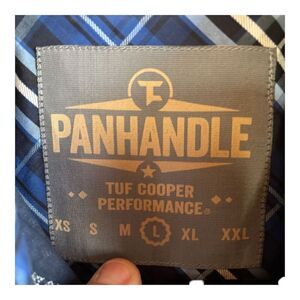 PANHANDLE
TUF COOPER
PERFORMANCE®
XS S M L XL XXL